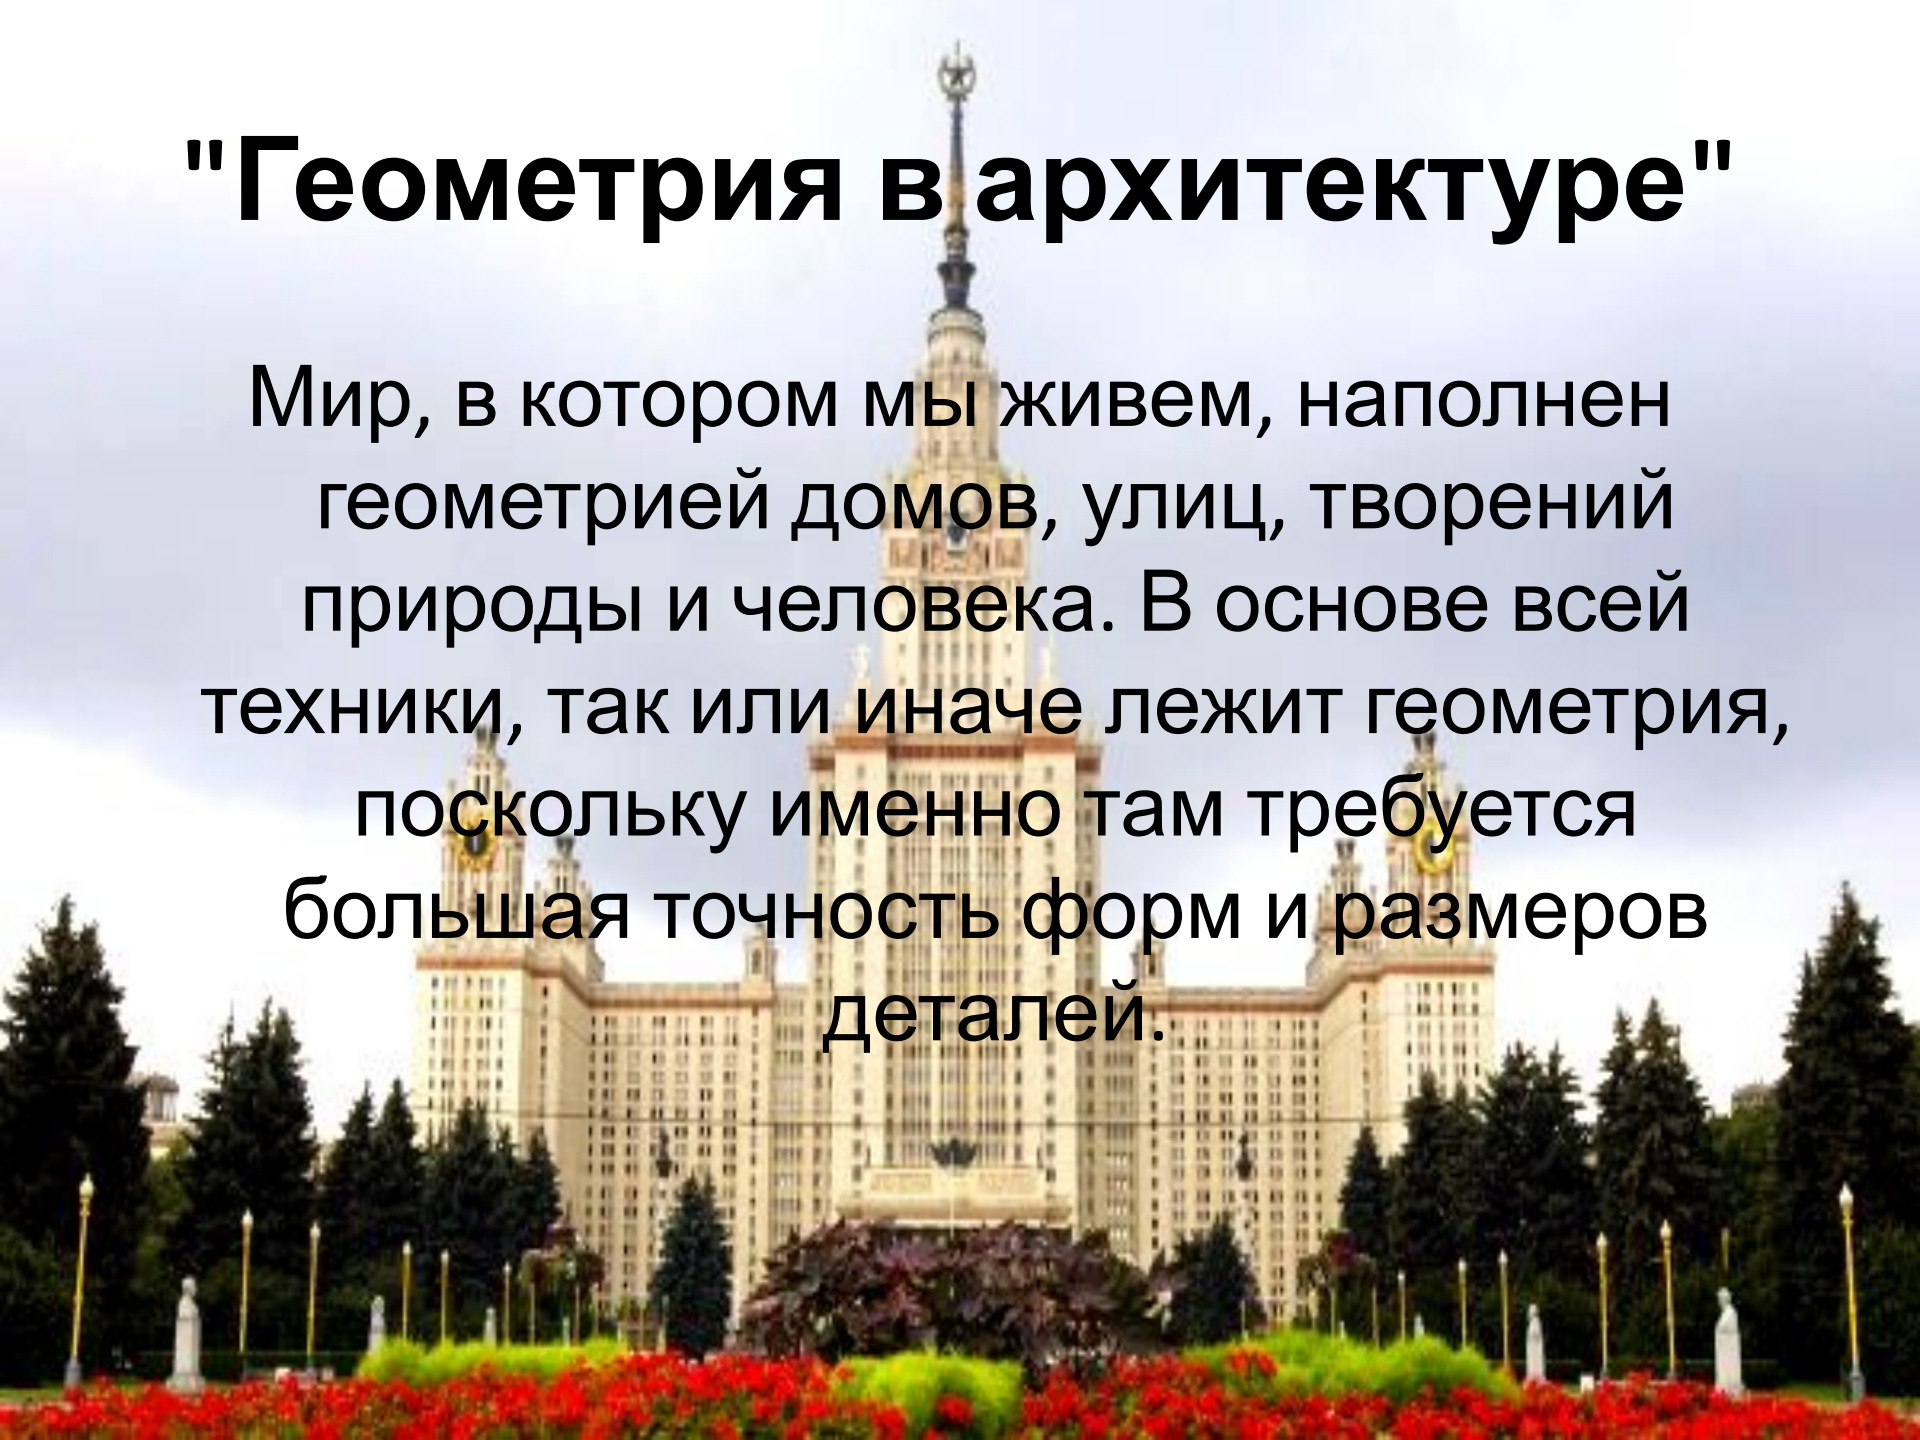 "Геометрия в архитектуре"
Мир, в котором мы живем, наполнен
геометрией домов, улиц, творений
природы и человека. В основе всей
техники, так или иначе лежит геометрия,
поскольку именно там требуется
большая точность форм и размеров
деталей.